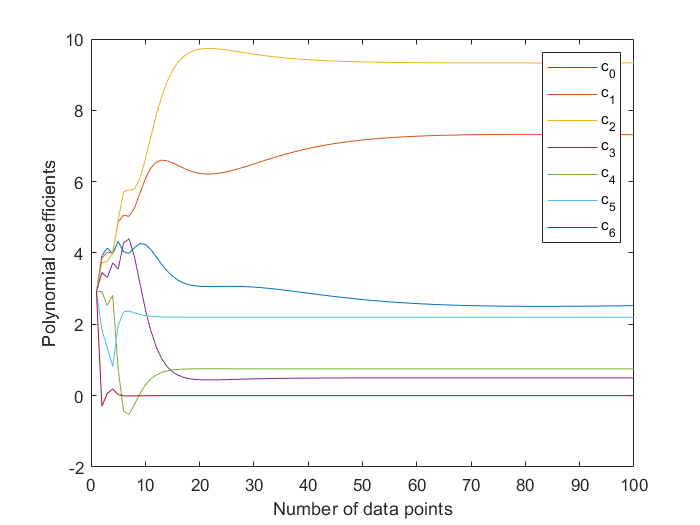 10
8
6
4
2
0
-2
Polynomial coefficients
0 10 20 30 40 50 60 70 80 90 100
Number of data points
c0
c1
c2
c3
c4
c5
c6